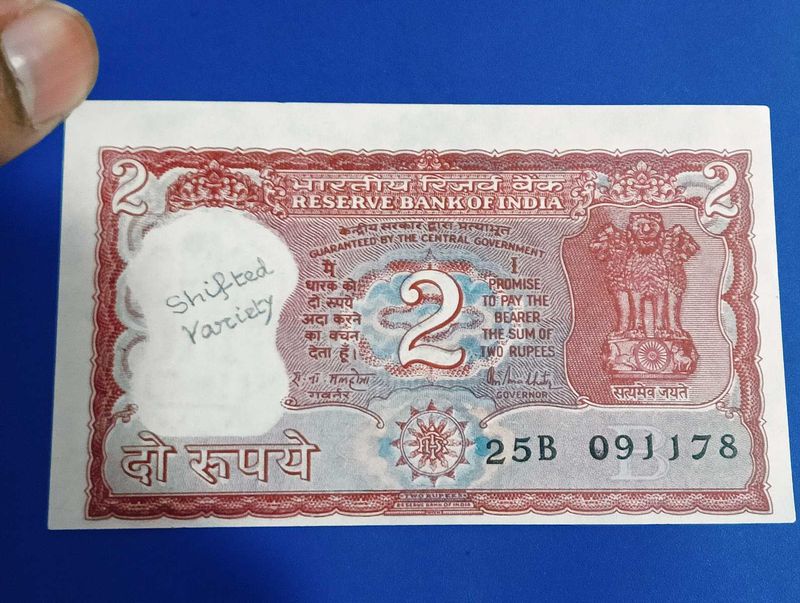 2
भारतीय रिज़र्व बैंक
2
RESERVE BANK OF INDIA
केन्द्रीय सरकार द्वारा प्रत्याभूत
GUARANTEED BY THE CENTRAL GOVERNMENT
Shifted
Variety
मैं
धारक को
दो रुपये
अदा करने
का वचन
देता हूँ।
2
I
PROMISE
TO PAY THE
BEARER
THE SUM OF
TWO RUPEES
गवर्नर
GOVERNOR
सत्यमेव जयते
दो रुपये
25B 091178
B
TWO RUPEES
RESERVE BANK OF INDIA